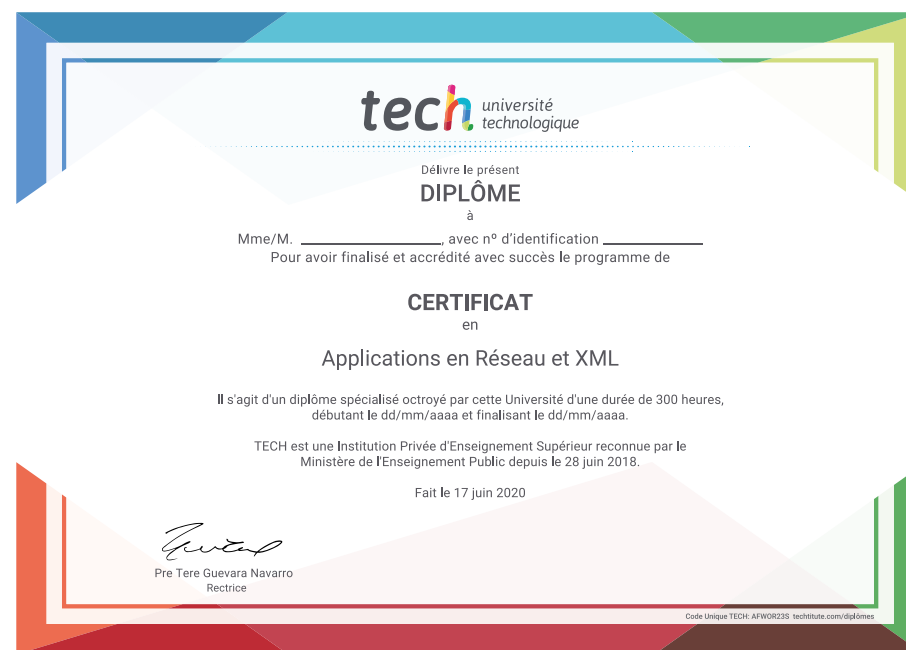 tech université
technologique
Délivre le présent
DIPLÔME
à
Mme/M. ____________________, avec nº d'identification ______________
Pour avoir finalisé et accrédité avec succès le programme de
CERTIFICAT
en
Applications en Réseau et XML
Il s'agit d'un diplôme spécialisé octroyé par cette Université d'une durée de 300 heures,
débutant le dd/mm/aaaa et finalisant le dd/mm/aaaa.
TECH est une Institution Privée d'Enseignement Supérieur reconnue par le
Ministère de l'Enseignement Public depuis le 28 juin 2018.
Fait le 17 juin 2020
Pre Tere Guevara Navarro
Rectrice
Code Unique TECH: AFWOR23S techtitute.com/diplômes